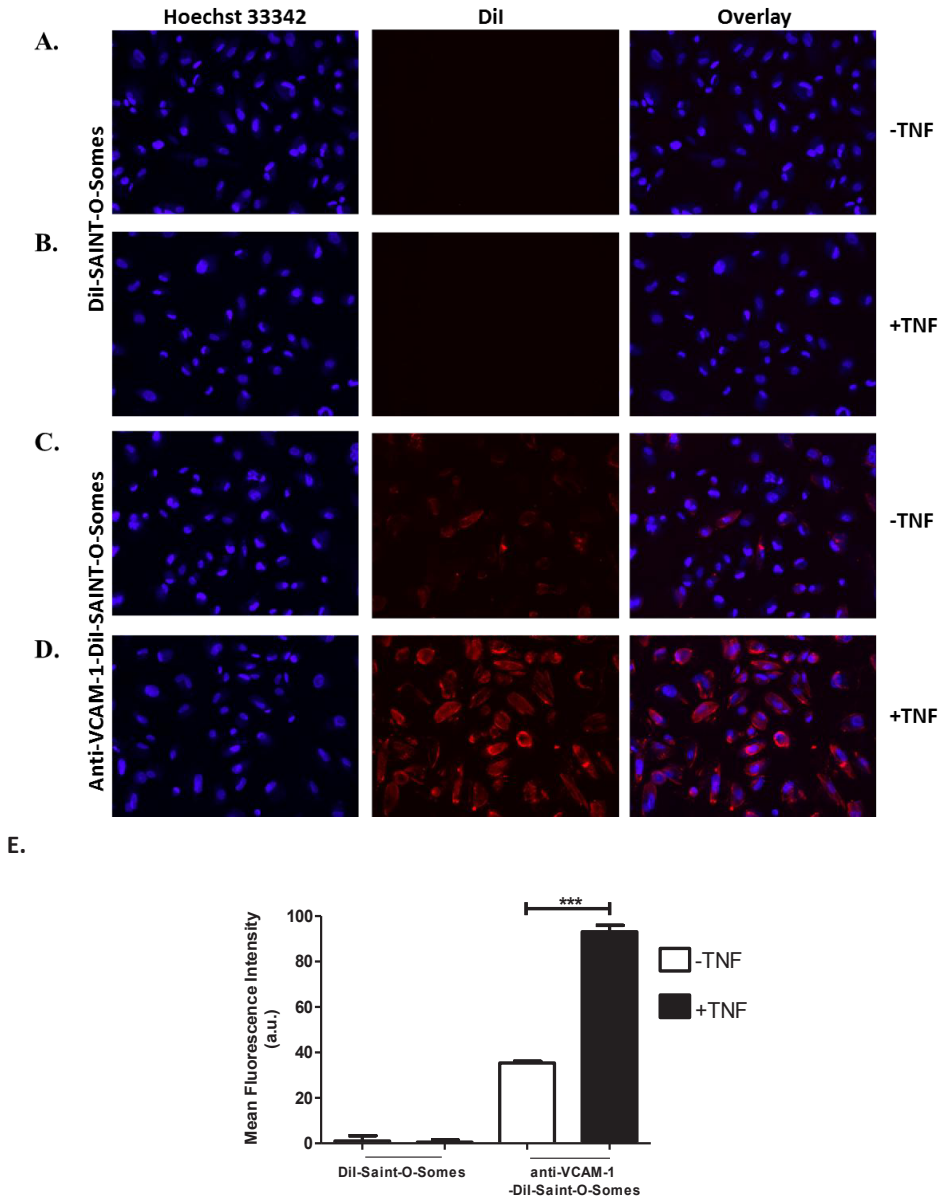 Hoechst 33342 DiI Overlay
A.
DiI-SAINT-O-Somes
-TNF
B.
+TNF
C.
Anti-VCAM-1-DiI-SAINT-O-Somes
-TNF
D.
+TNF
E.
Mean Fluorescence Intensity
(a.u.)
100
80
60
40
20
0
***
-TNF
+TNF
DiI-Saint-O-Somes
anti-VCAM-1
-DiI-Saint-O-Somes